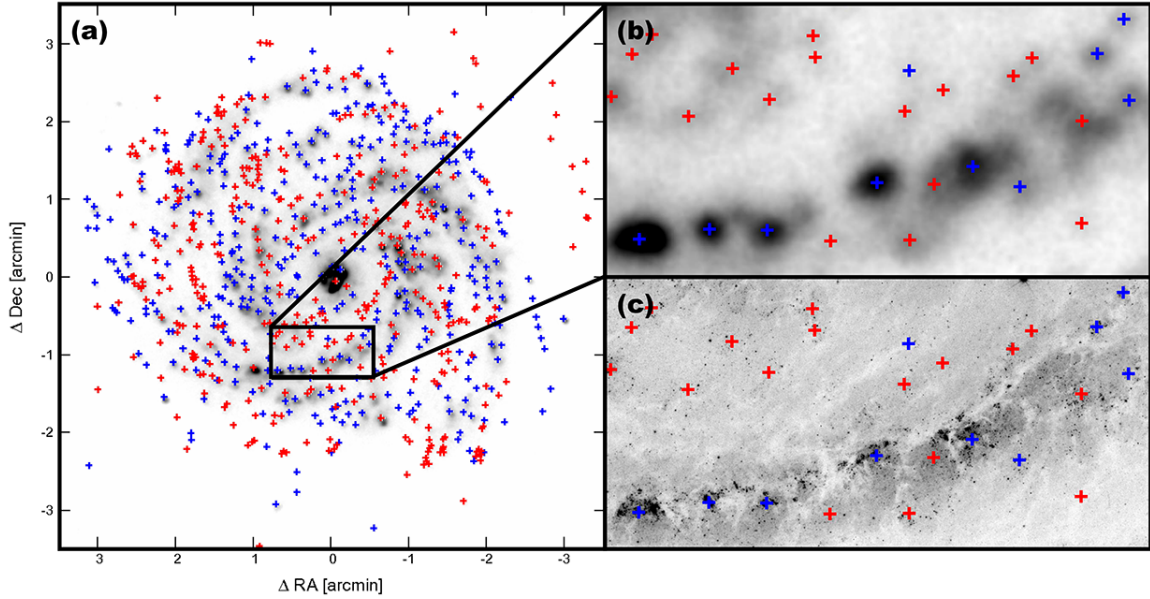 (a)
(b)
(c)
3
2
1
0
-1
-2
-3
Δ Dec [arcmin]
3
2
1
0
-1
-2
-3
Δ RA [arcmin]